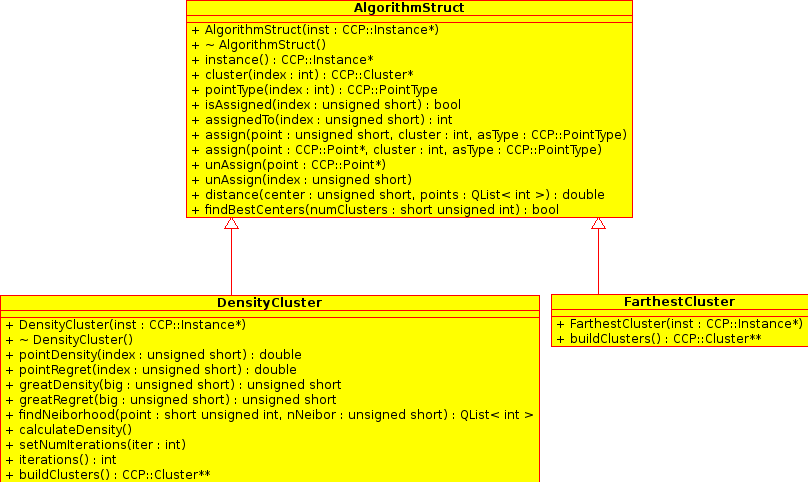 AlgorithmStruct
+ AlgorithmStruct(inst : CCP::Instance*)
+ ~ AlgorithmStruct()
+ instance() : CCP::Instance*
+ cluster(index : int) : CCP::Cluster*
+ pointType(index : int) : CCP::PointType
+ isAssigned(index : unsigned short) : bool
+ assignedTo(index : unsigned short) : int
+ assign(point : unsigned short, cluster : int, asType : CCP::PointType)
+ assign(point : CCP::Point*, cluster : int, asType : CCP::PointType)
+ unAssign(point : CCP::Point*)
+ unAssign(index : unsigned short)
+ distance(center : unsigned short, points : QList< int >) : double
+ findBestCenters(numClusters : short unsigned int) : bool
DensityCluster
+ DensityCluster(inst : CCP::Instance*)
+ ~ DensityCluster()
+ pointDensity(index : unsigned short) : double
+ pointRegret(index : unsigned short) : double
+ greatDensity(big : unsigned short) : unsigned short
+ greatRegret(big : unsigned short) : unsigned short
+ findNeiborhood(point : short unsigned int, nNeibor : unsigned short) : QList< int >
+ calculateDensity()
+ setNumIterations(iter : int)
+ iterations() : int
+ buildClusters() : CCP::Cluster**
FarthestCluster
+ FarthestCluster(inst : CCP::Instance*)
+ buildClusters() : CCP::Cluster**